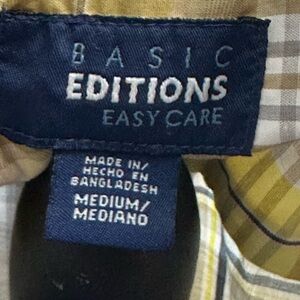 BASIC
EDITIONS
EASY CARE
MADE IN/
HECHO EN
BANGLADESH
MEDIUM/
MEDIANO